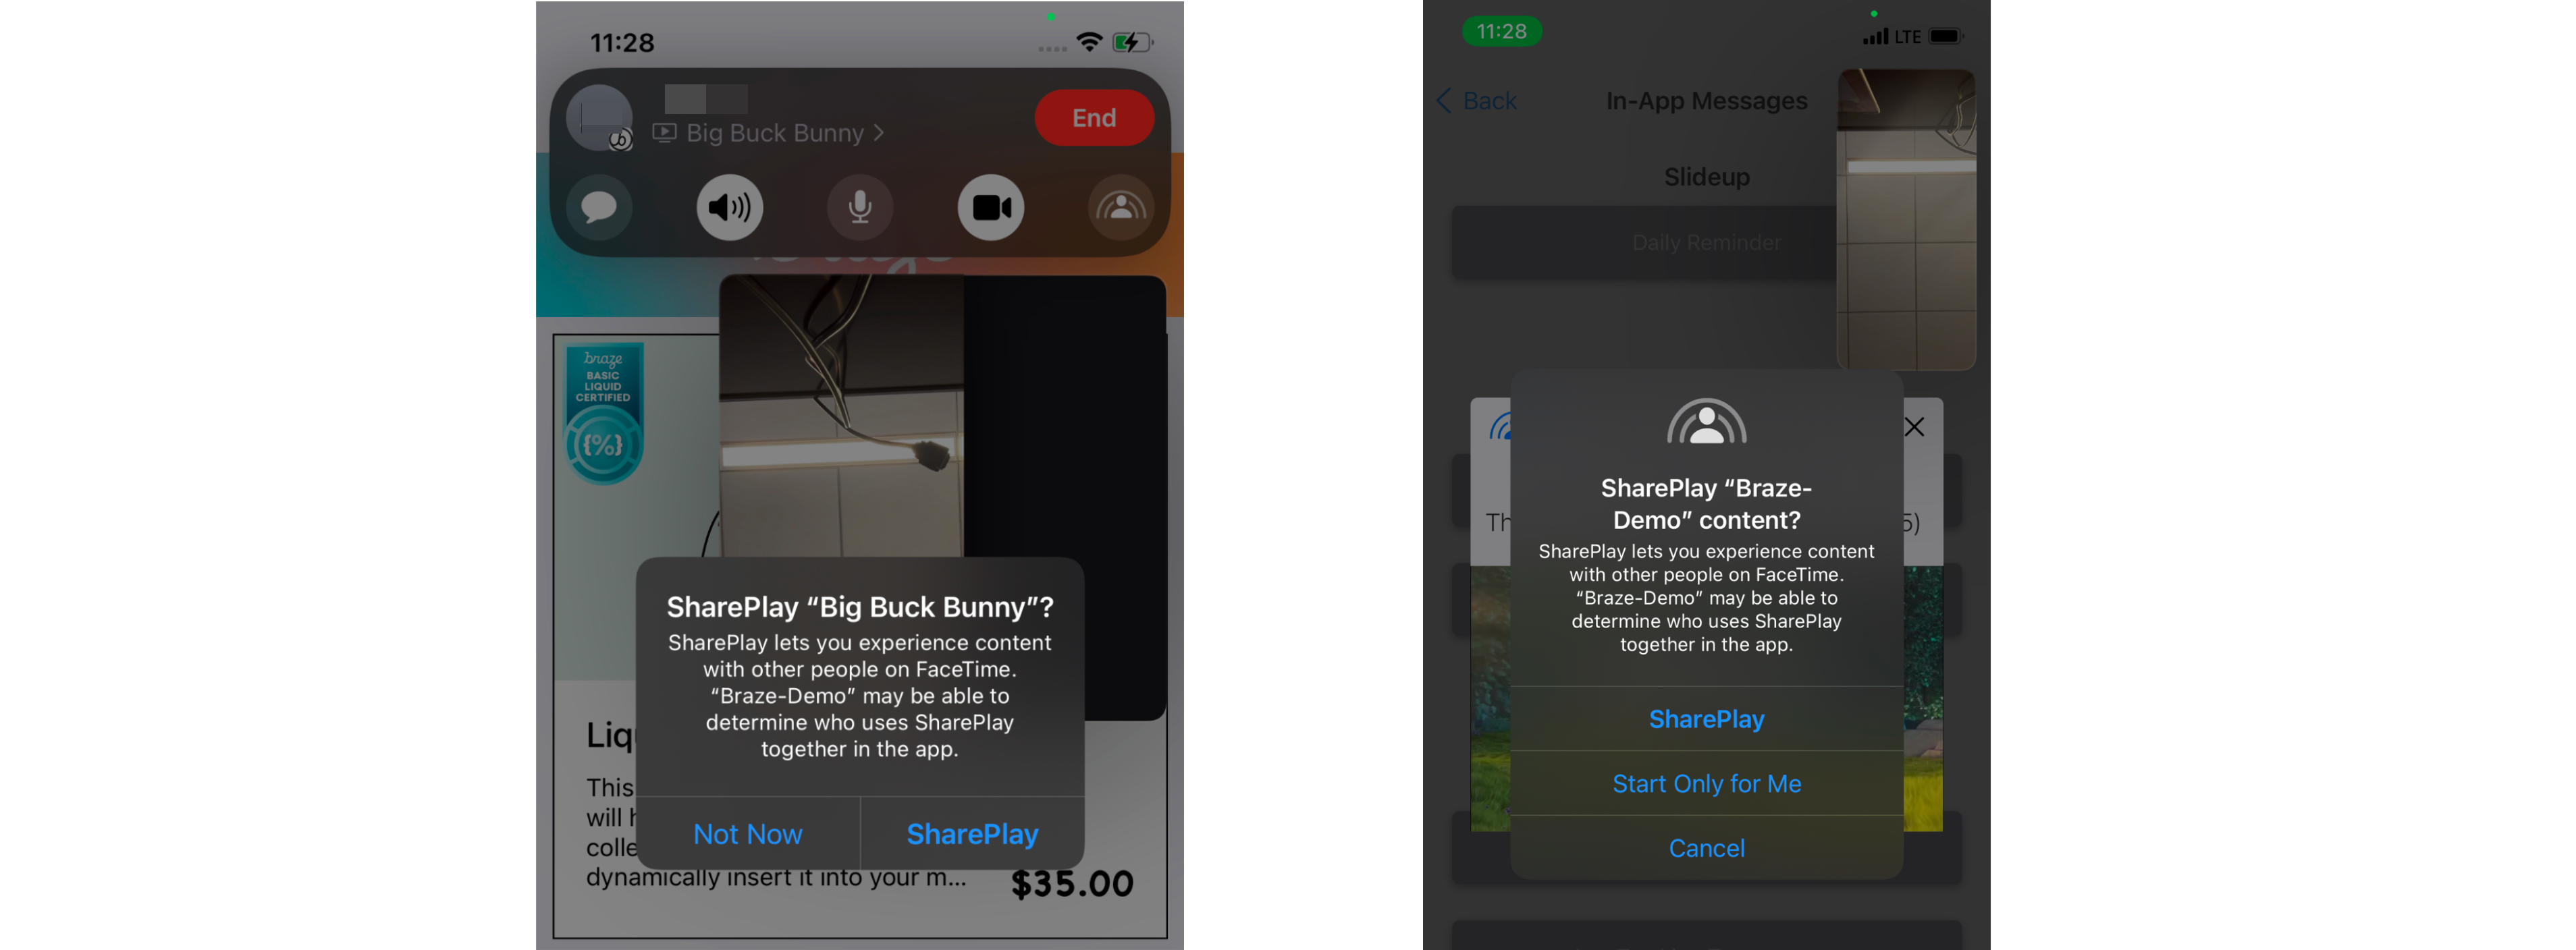 11:28
Big Buck Bunny >
End
braze
BASIC
LIQUID
CERTIFIED
{%}
SharePlay “Big Buck Bunny”?
SharePlay lets you experience content
with other people on FaceTime.
“Braze-Demo” may be able to
determine who uses SharePlay
together in the app.
Not Now
SharePlay
Liq
This
will h
colle
dynamically insert it into your m...
$35.00
11:28
LTE
Back
In-App Messages
Slideup
Daily Reminder
Th
5)
SharePlay “Braze-
Demo” content?
SharePlay lets you experience content
with other people on FaceTime.
“Braze-Demo” may be able to
determine who uses SharePlay
together in the app.
SharePlay
Start Only for Me
Cancel